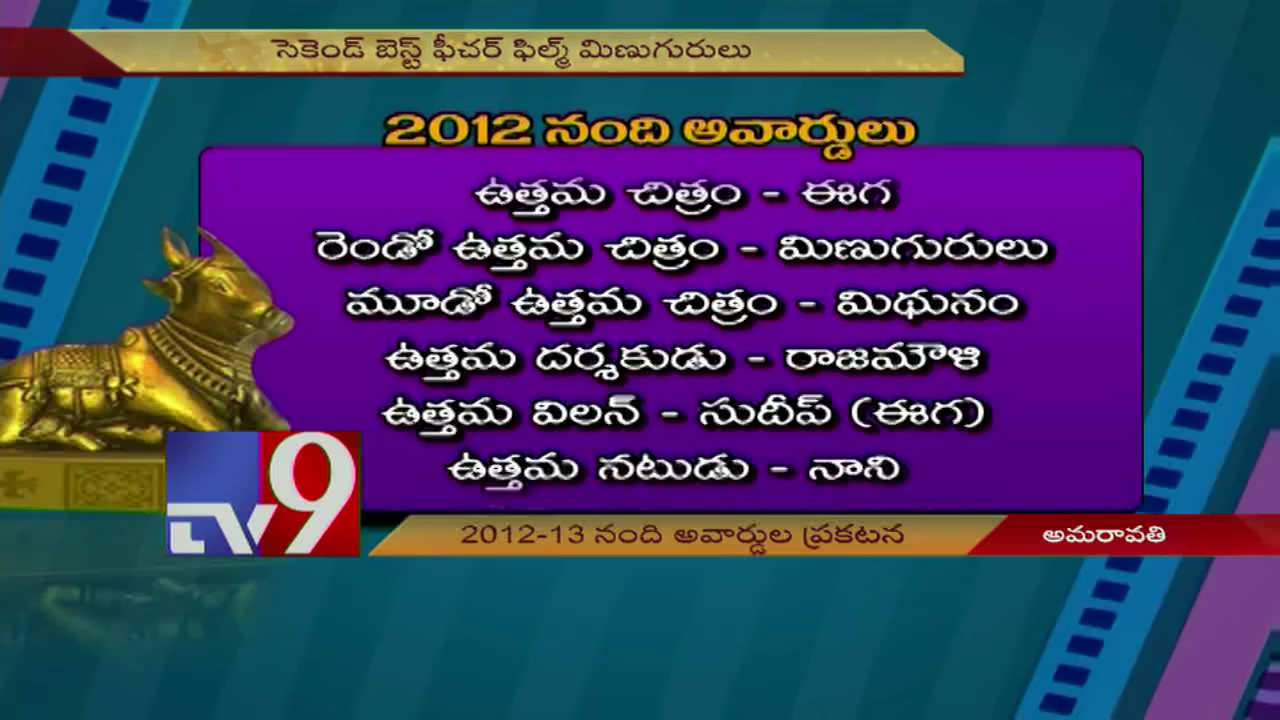 సెకెండ్ బెస్ట్ ఫీచర్ ఫిల్మ్ మిణుగురులు
2012 నంది అవార్డులు
ఉత్తమ చిత్రం - ఈగ
రెండో ఉత్తమ చిత్రం - మిణుగురులు
మూడో ఉత్తమ చిత్రం - మిథునం
ఉత్తమ దర్శకుడు - రాజమౌళి
ఉత్తమ విలన్ - సుదీప్ (ఈగ)
ఉత్తమ నటుడు - నాని
TV9
2012-13 నంది అవార్డుల ప్రకటన
అమరావతి